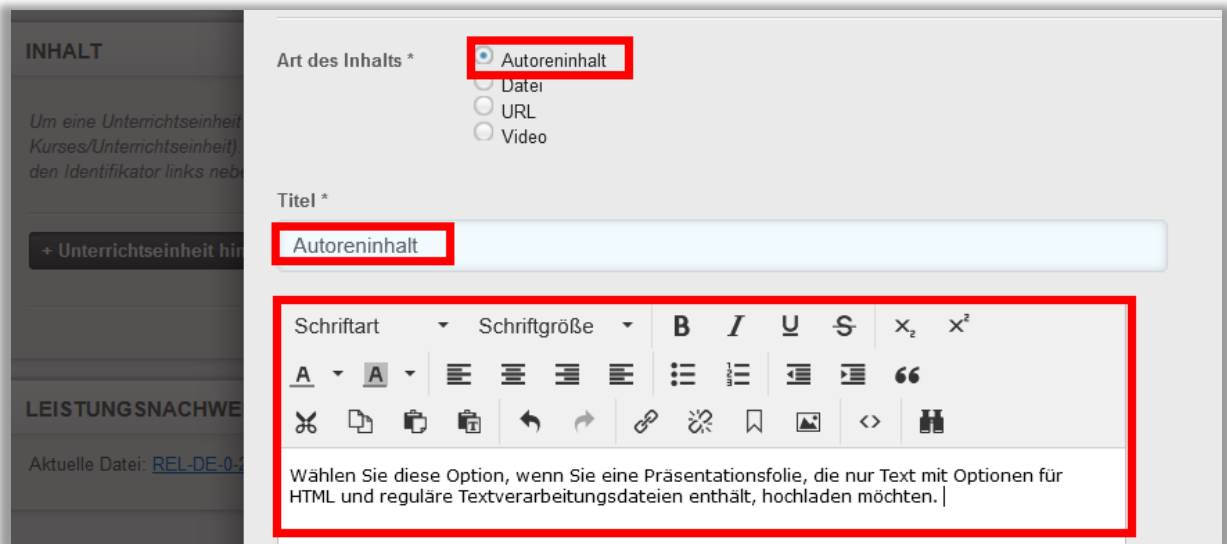 INHALT
Um eine Unterrichtseinheit
Kurses/Unterrichtseinheit),
den Identifikator links nebe
+ Unterrichtseinheit hin
LEISTUNGSNACHWE
Aktuelle Datei: REL-DE-0-2
Art des Inhalts *
Autoreninhalt
Datei
URL
Video
Titel *
Autoreninhalt
Schriftart Schriftgröße B I U S x₂ x²
A A
Wählen Sie diese Option, wenn Sie eine Präsentationsfolie, die nur Text mit Optionen für
HTML und reguläre Textverarbeitungsdateien enthält, hochladen möchten.